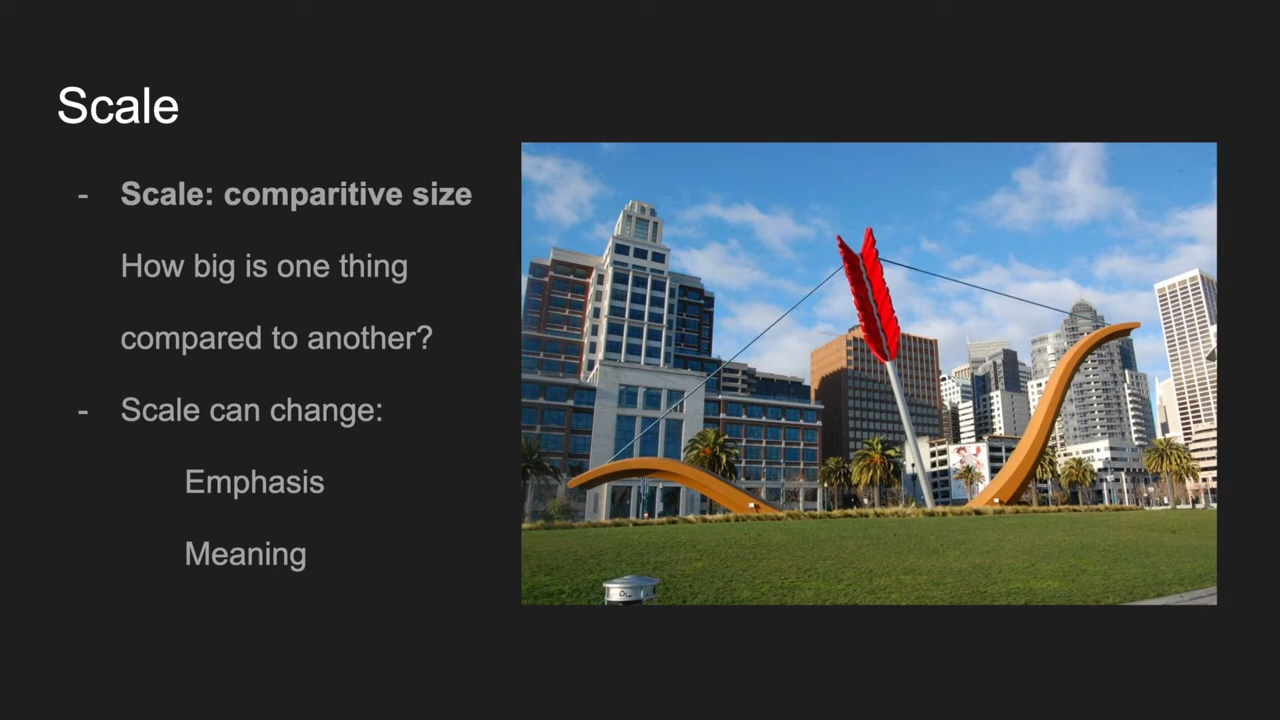 Scale
- Scale: comparitive size
How big is one thing
compared to another?
- Scale can change:
Emphasis
Meaning